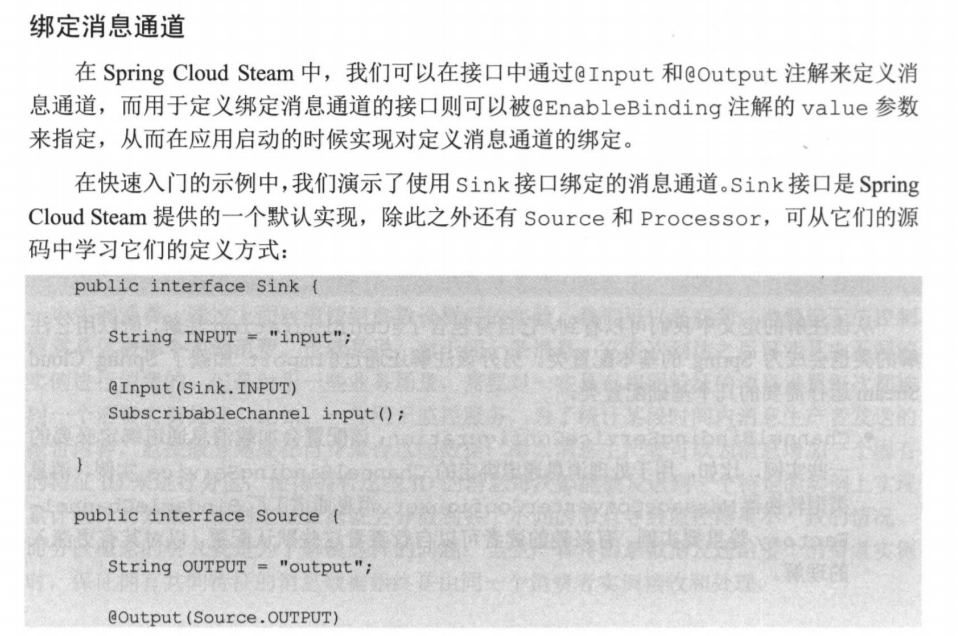 绑定消息通道
在 Spring Cloud Steam 中，我们可以在接口中通过@Input 和@Output 注解来定义消
息通道，而用于定义绑定消息通道的接口则可以被@EnableBinding 注解的 value 参数
来指定，从而在应用启动的时候实现对定义消息通道的绑定。
在快速入门的示例中，我们演示了使用 Sink 接口绑定的消息通道。Sink 接口是 Spring
Cloud Steam 提供的一个默认实现，除此之外还有 Source 和 Processor，可从它们的源
码中学习它们的定义方式：
public interface Sink {
String INPUT = "input";
@Input(Sink.INPUT)
SubscribableChannel input();
}
public interface Source {
String OUTPUT = "output";
@Output(Source.OUTPUT)